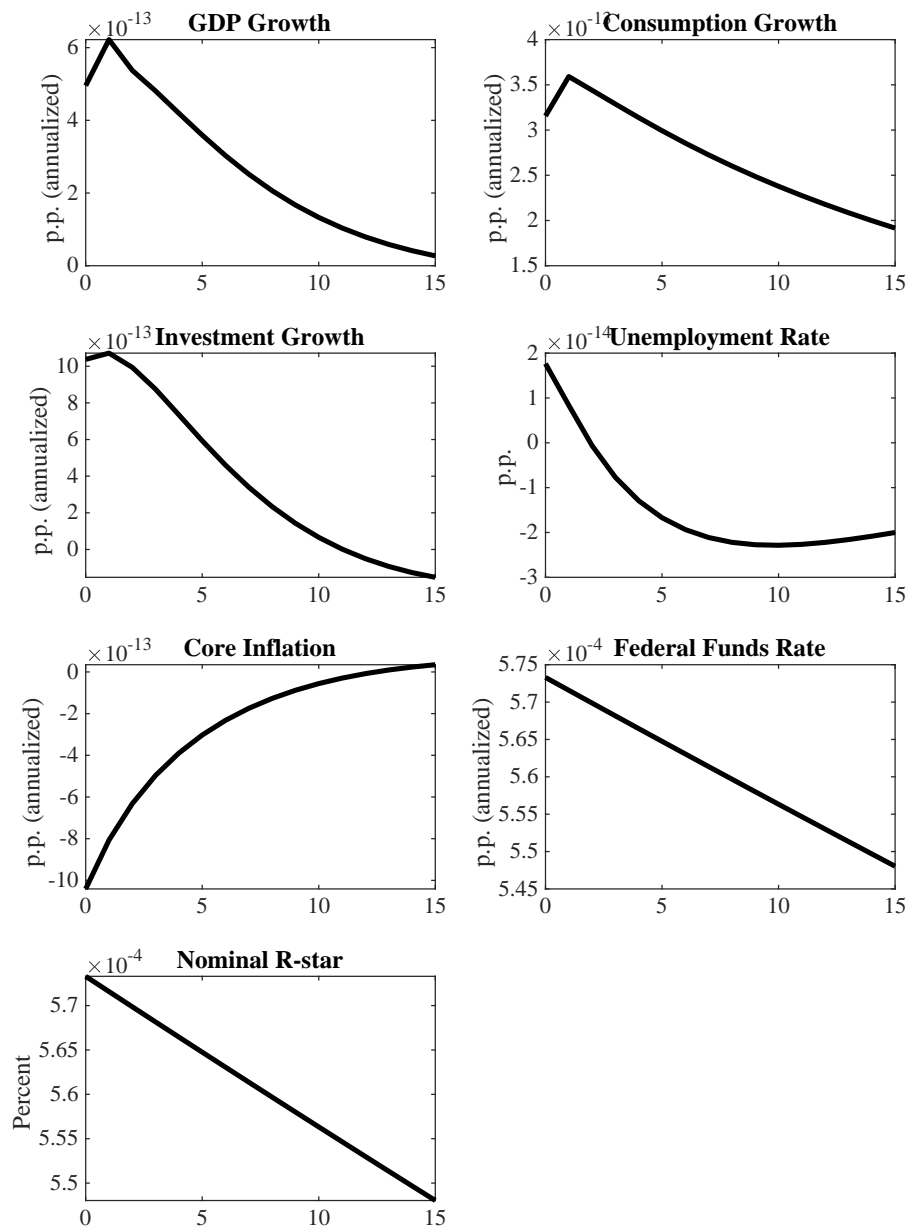 GDP Growth
×10-13
p.p. (annualized)
6
4
2
0
0 5 10 15
Consumption Growth
p.p. (annualized)
4
3.5
3
2.5
2
1.5
0 5 10 15
Investment Growth
×10-13
p.p. (annualized)
10
8
6
4
2
0
0 5 10 15
Unemployment Rate
×10-14
p.p.
2
1
0
-1
-2
-3
0 5 10 15
Core Inflation
×10-13
p.p. (annualized)
0
-2
-4
-6
-8
-10
0 5 10 15
Federal Funds Rate
×10-4
p.p. (annualized)
5.75
5.7
5.65
5.6
5.55
5.5
5.45
0 5 10 15
Nominal R-star
×10-4
Percent
5.7
5.65
5.6
5.55
5.5
0 5 10 15